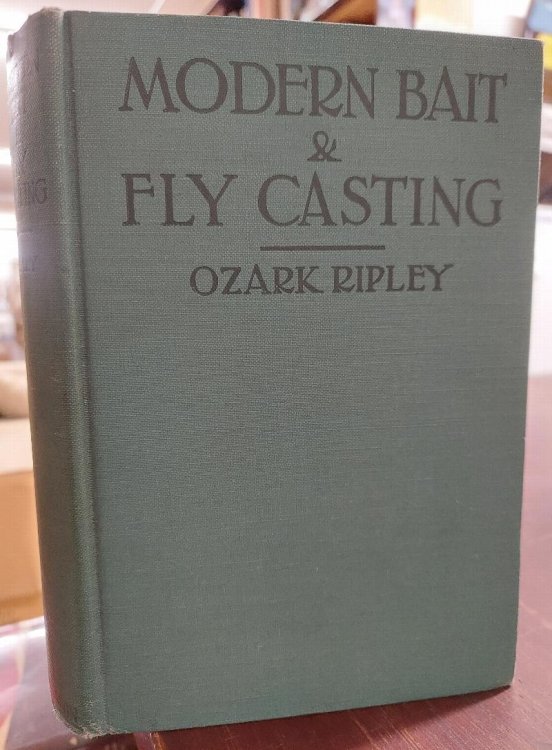 MODERN BAIT
&
FLY CASTING
OZARK RIPLEY